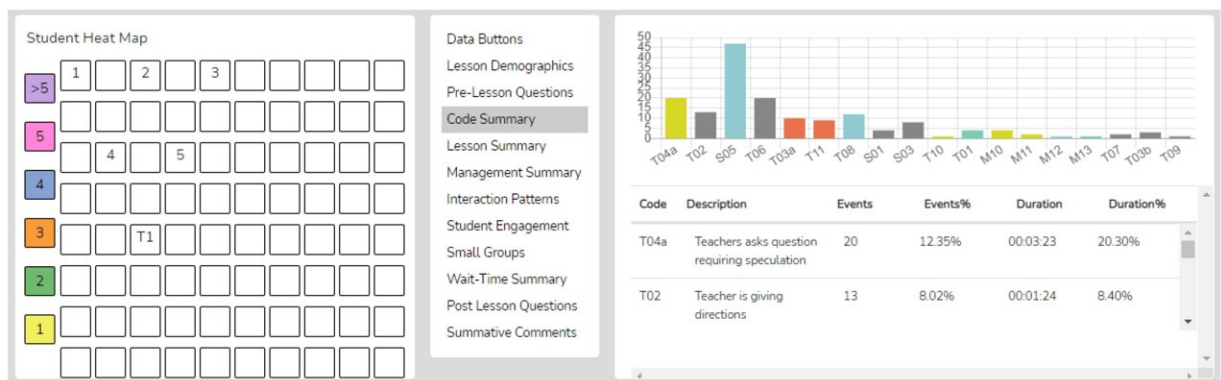 Student Heat Map
>5
5
4
3
2
1
1 2 3
4 5
T1
Data Buttons
Lesson Demographics
Pre-Lesson Questions
Code Summary
Lesson Summary
Management Summary
Interaction Patterns
Student Engagement
Small Groups
Wait-Time Summary
Post Lesson Questions
Summative Comments
50
45
40
35
30
25
20
15
10
5
0
T04a T02 S05 T06 T03a T11 T08 S01 S03 T10 T01 M10 M11 M12 M13 T07 T03b T09
Code Description Events Events% Duration Duration%
T04a Teachers asks question 20 12.35% 00:03:23 20.30%
requiring speculation
T02 Teacher is giving 13 8.02% 00:01:24 8.40%
directions